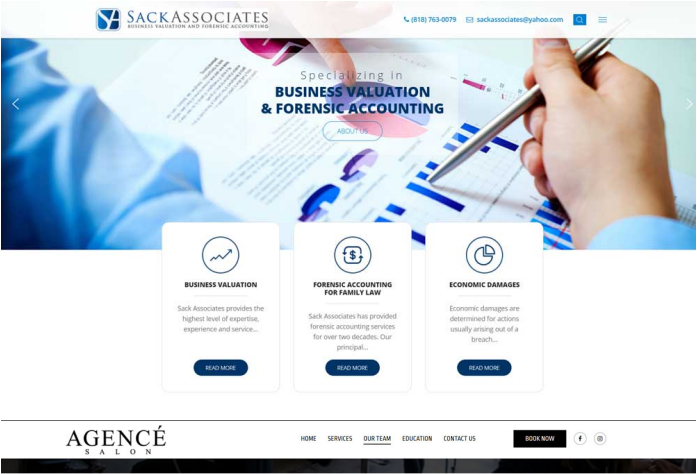 SACKASSOCIATES
BUSINESS VALUATION AND FORENSIC ACCOUNTING
(818) 763-0079 sackassociates@yahoo.com
Specializing in
BUSINESS VALUATION
& FORENSIC ACCOUNTING
ABOUT US
BUSINESS VALUATION
Sack Associates provides the
highest level of expertise,
experience and service...
READ MORE
FORENSIC ACCOUNTING
FOR FAMILY LAW
Sack Associates has provided
forensic accounting services
for over two decades. Our
principal...
READ MORE
ECONOMIC DAMAGES
Economic damages are
determined for actions
usually arising out of a
breach...
READ MORE
AGENCÉ
SALON
HOME SERVICES OUR TEAM EDUCATION CONTACT US BOOK NOW